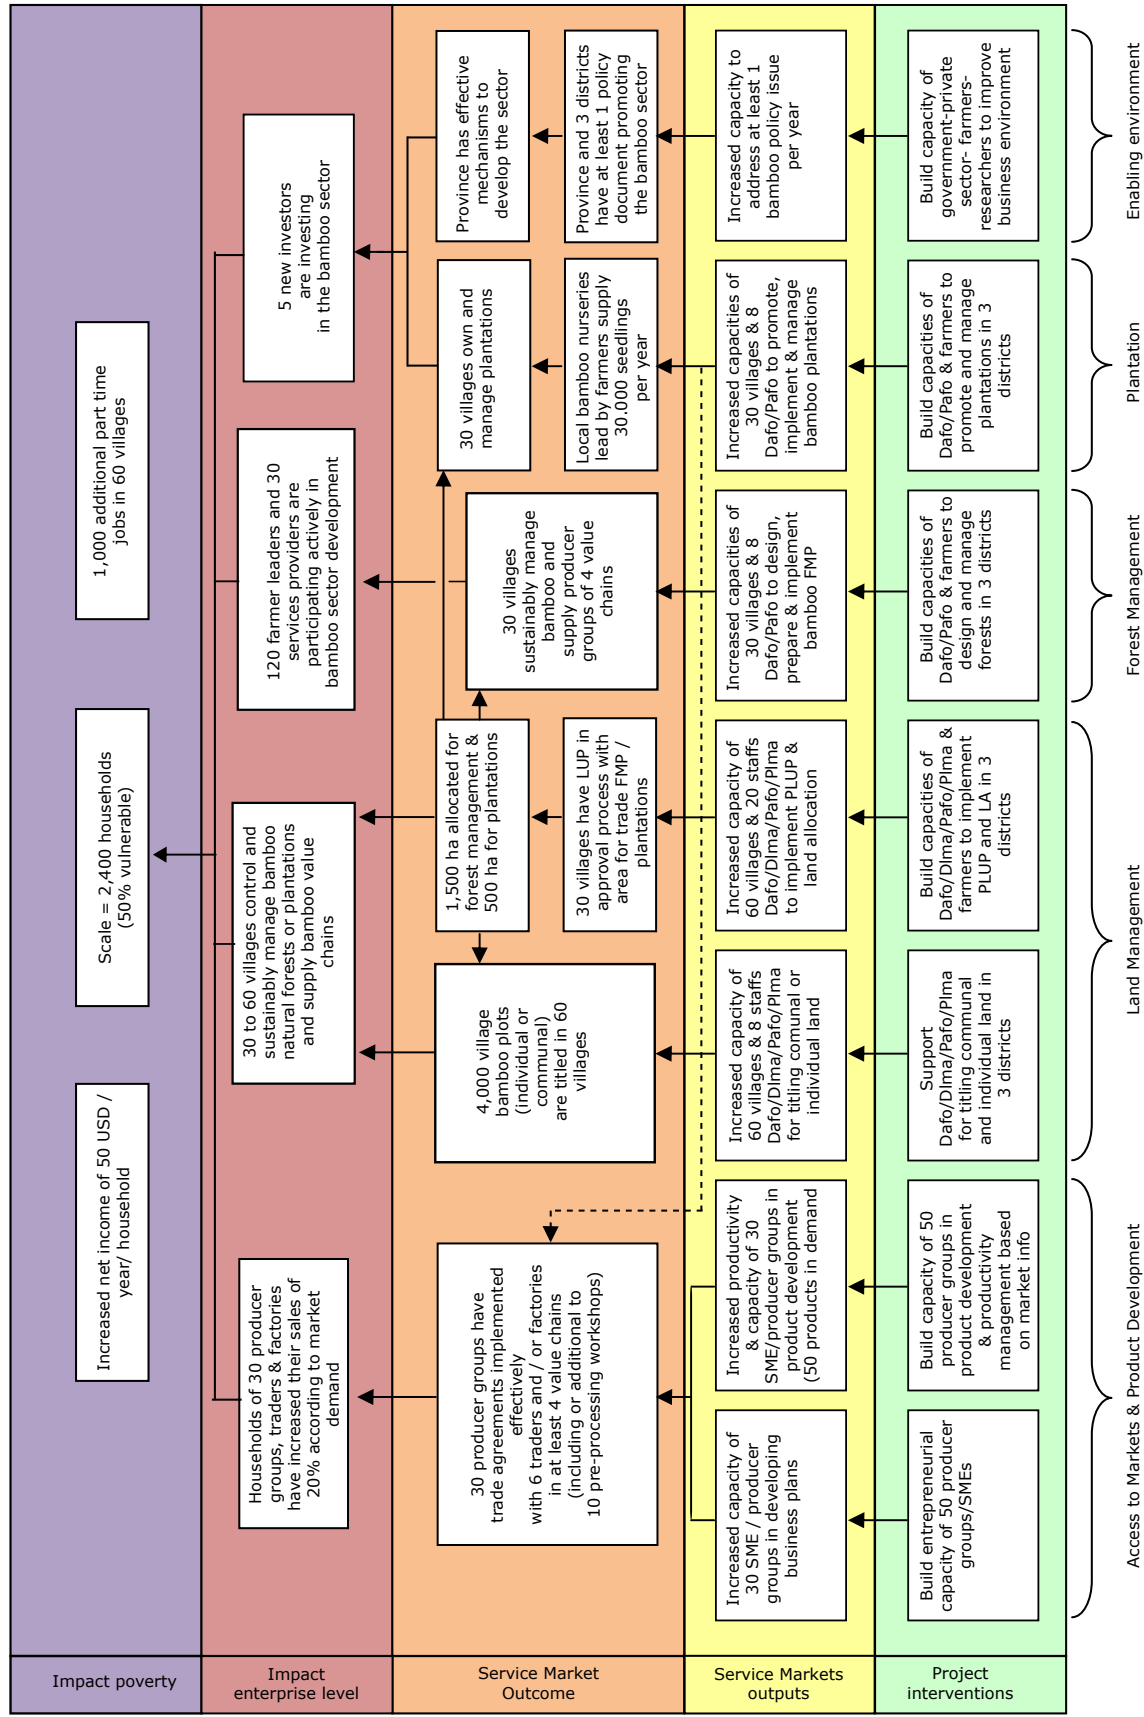 Impact poverty
Increased net income of 50 USD /
year/ household
Scale = 2,400 households
(50% vulnerable)
1,000 additional part time
jobs in 60 villages
Impact
enterprise level
Households of 30 producer
groups, traders & factories
have increased their sales of
20% according to market
demand
30 to 60 villages control and
sustainably manage bamboo
natural forests or plantations
and supply bamboo value
chains
120 farmer leaders and 30
services providers are
participating actively in
bamboo sector development
5 new investors
are investing
in the bamboo sector
Service Market
Outcome
30 producer groups have
trade agreements implemented
effectively
with 6 traders and / or factories
in at least 4 value chains
(including or additional to
10 pre-processing workshops)
4,000 village
bamboo plots
(individual or
communal)
are titled in 60
villages
1,500 ha allocated for
forest management &
500 ha for plantations
30 villages have LUP in
approval process with
area for trade FMP /
plantations
30 villages
sustainably manage
bamboo and
supply producer
groups of 4 value
chains
30 villages own and
manage plantations
Local bamboo nurseries
lead by farmers supply
30.000 seedlings
per year
Province has effective
mechanisms to
develop the sector
Province and 3 districts
have at least 1 policy
document promoting
the bamboo sector
Service Markets
outputs
Increased capacity of
30 SME / producer
groups in developing
business plans
Increased productivity
& capacity of 30
SME/producer groups in
product development
(50 products in demand
Increased capacity of
60 villages & 8 staffs
Dafo/Dlma/Pafo/Plma
for titling comunal or
individual land
Increased capacity of
60 villages & 20 staffs
Dafo/Dlma/Pafo/Plma
to implement PLUP &
land allocation
Increased capacities of
30 villages & 8
Dafo/Pafo to design,
prepare & implement
bamboo FMP
Increased capacities of
30 villages & 8
Dafo/Pafo to promote,
implement & manage
bamboo plantations
Increased capacity to
address at least 1
bamboo policy issue
per year
Project
interventions
Build entrepreneurial
capacity of 50 producer
groups/SMEs
Build capacity of 50
producer groups in
product development
& productivity
management based
on market info
Support
Dafo/Dlma/Pafo/Plma
for titling communal
and individual land in
3 districts
Build capacities of
Dafo/Dlma/Pafo/Plma &
farmers to implement
PLUP and LA in 3
districts
Build capacities of
Dafo/Pafo & farmers to
design and manage
forests in 3 districts
Build capacities of
Dafo/Pafo & farmers to
promote and manage
plantations in 3
districts
Build capacity of
government-private
sector- farmers-
researchers to improve
business environment
Access to Markets & Product Development
Land Management
Forest Management
Plantation
Enabling environment